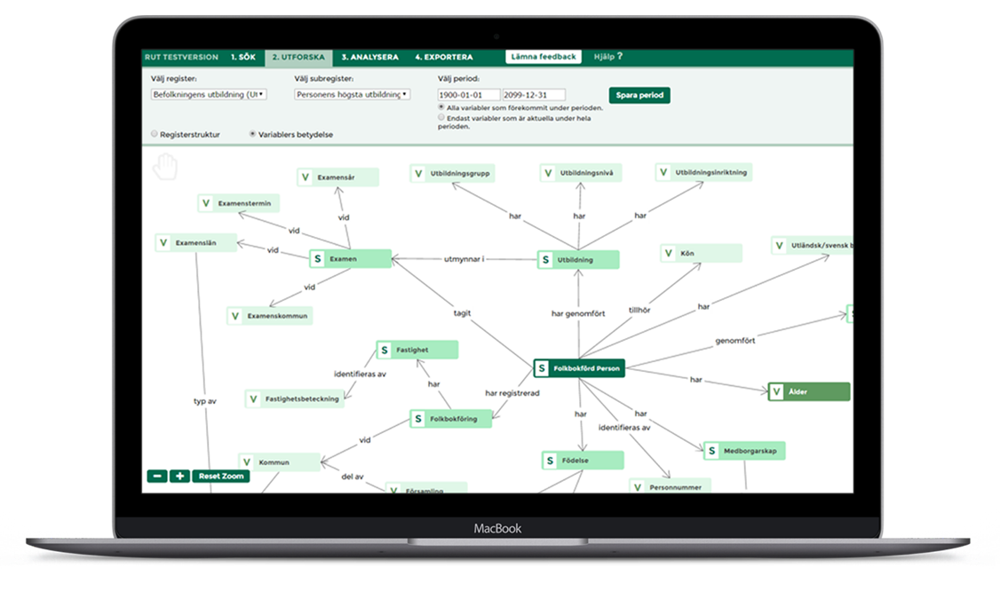 RUT TESTVERSION 1. SÖK 2. UTFORSKA 3. ANALYSERA 4. EXPORTERA Lämna feedback Hjälp ?
Välj register: Välj subregister: Välj period:
Befolkningens utbildning (Ut Personens högsta utbildning 1900-01-01 2099-12-31 Spara period
Alla variabler som förekommit under perioden.
Endast variabler som är aktuella under hela
perioden.
Registerstruktur Variablers betydelse
V Examensår
V Utbildningsgrupp
V Utbildningsnivå
V Utbildningsinriktning
V Examenstermin
vid
har
har
har
vid
V Examenslän
vid
S Examen
utmynnar i
S Utbildning
V Kön
V Utländsk/svensk b
vid
V Examenskommun
tagit
har genomfört
tillhör
har
S
genomfört
S Fastighet
identifieras av
S Folkbokförd Person
har
V Ålder
har
V Fastighetsbeteckning
har registrerad
typ av
S Folkbokföring
har
har
identifieras av
vid
S Medborgarskap
V Kommun
S Födelse
del av
Reset Zoom
V Församling
V Personnummer
MacBook